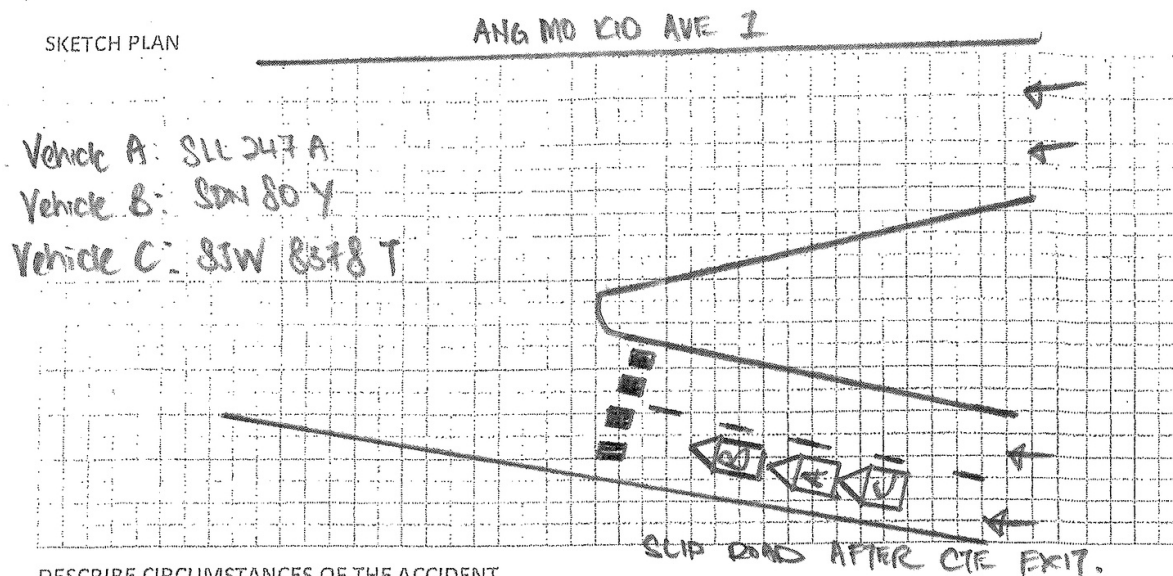 SKETCH PLAN
ANG MO KIO AVE 1
Vehicle A: SLL 247 A
Vehicle B: SDN 80 Y
Vehicle C: SJW 8378 T
B A C
SLIP ROAD AFTER CTE EXIT.
DESCRIBE CIRCUMSTANCES OF THE ACCIDENT